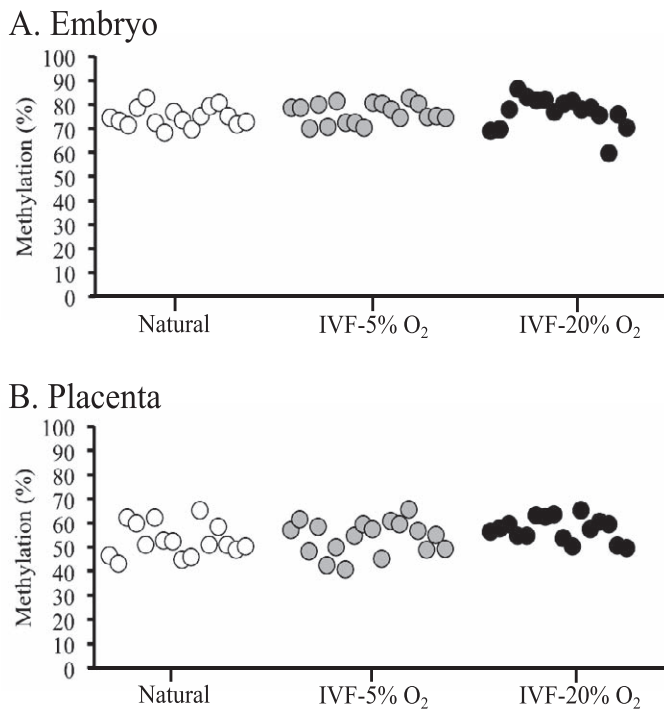 A. Embryo
Methylation (%)
100
90
80
70
60
50
40
30
20
10
0
Natural
IVF-5% O₂
IVF-20% O₂
B. Placenta
Methylation (%)
100
90
80
70
60
50
40
30
20
10
0
Natural
IVF-5% O₂
IVF-20% O₂